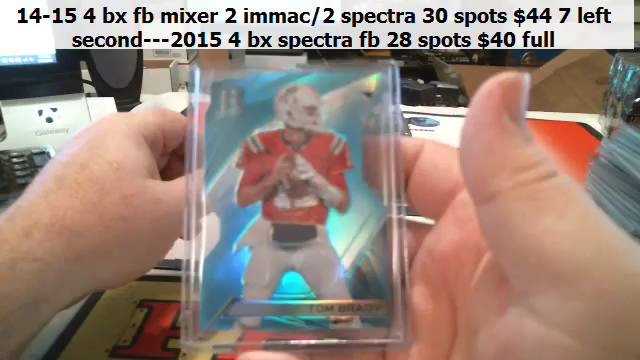 14-15 4 bx fb mixer 2 immac/2 spectra 30 spots $44 7 left
second---2015 4 bx spectra fb 28 spots $40 full
Gateway
TOM BRADY